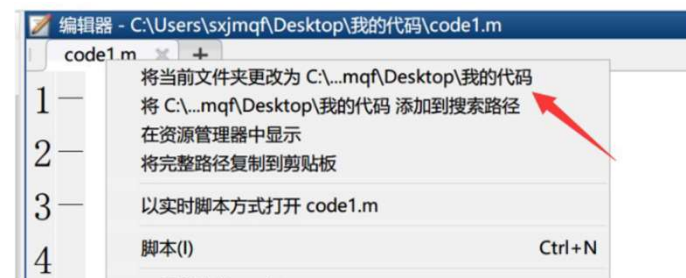 编辑器 - C:\Users\sxjmqf\Desktop\我的代码\code1.m
code1.m × +
将当前文件夹更改为 C:\...mqf\Desktop\我的代码
1 —
将 C:\...mqf\Desktop\我的代码 添加到搜索路径
在资源管理器中显示
2 —
将完整路径复制到剪贴板
3 — 以实时脚本方式打开 code1.m
4 脚本(I) Ctrl+N